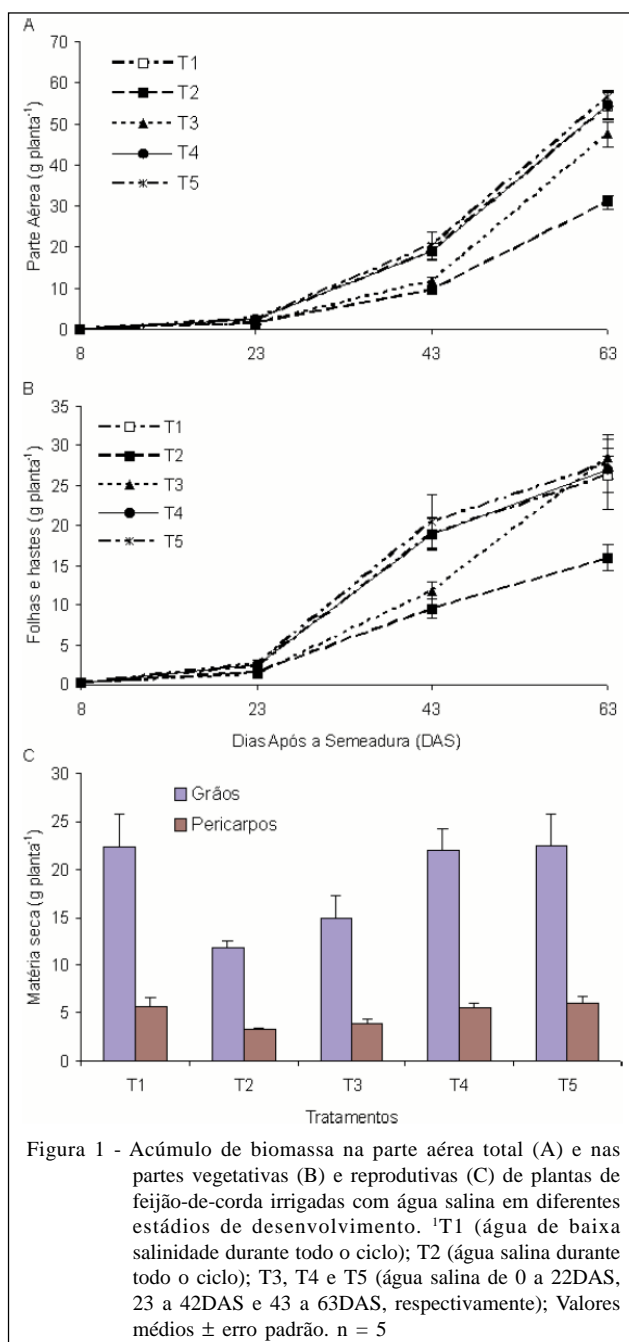 A
Parte Aérea (g planta-1)
70
60
50
40
30
20
10
0
T1
T2
T3
T4
T5
8 23 43 63
B
Folhas e hastes (g planta-1)
35
30
25
20
15
10
5
0
T1
T2
T3
T4
T5
8 23 43 63
Dias Após a Semeadura (DAS)
C
Matéria seca (g planta-1)
30
25
20
15
10
5
0
Grãos
Pericarpos
T1 T2 T3 T4 T5
Tratamentos
Figura 1 - Acúmulo de biomassa na parte aérea total (A) e nas
partes vegetativas (B) e reprodutivas (C) de plantas de
feijão-de-corda irrigadas com água salina em diferentes
estádios de desenvolvimento. ¹T1 (água de baixa
salinidade durante todo o ciclo); T2 (água salina durante
todo o ciclo); T3, T4 e T5 (água salina de 0 a 22DAS,
23 a 42DAS e 43 a 63DAS, respectivamente); Valores
médios ± erro padrão. n = 5